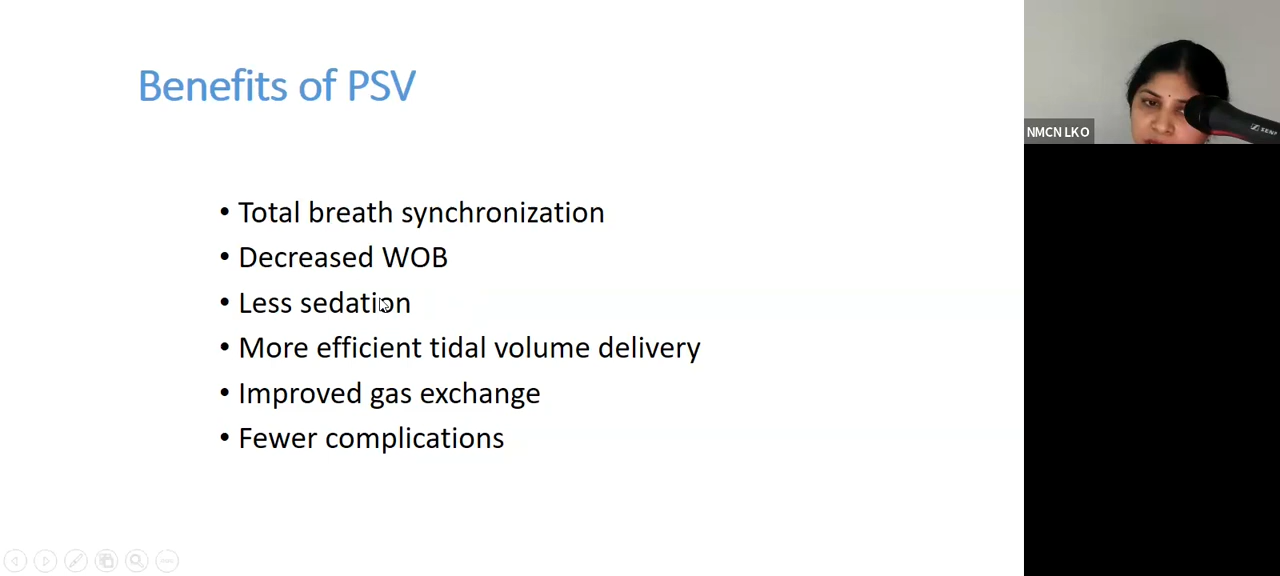 Benefits of PSV
• Total breath synchronization
• Decreased WOB
• Less sedation
• More efficient tidal volume delivery
• Improved gas exchange
• Fewer complications
NMCN LKO